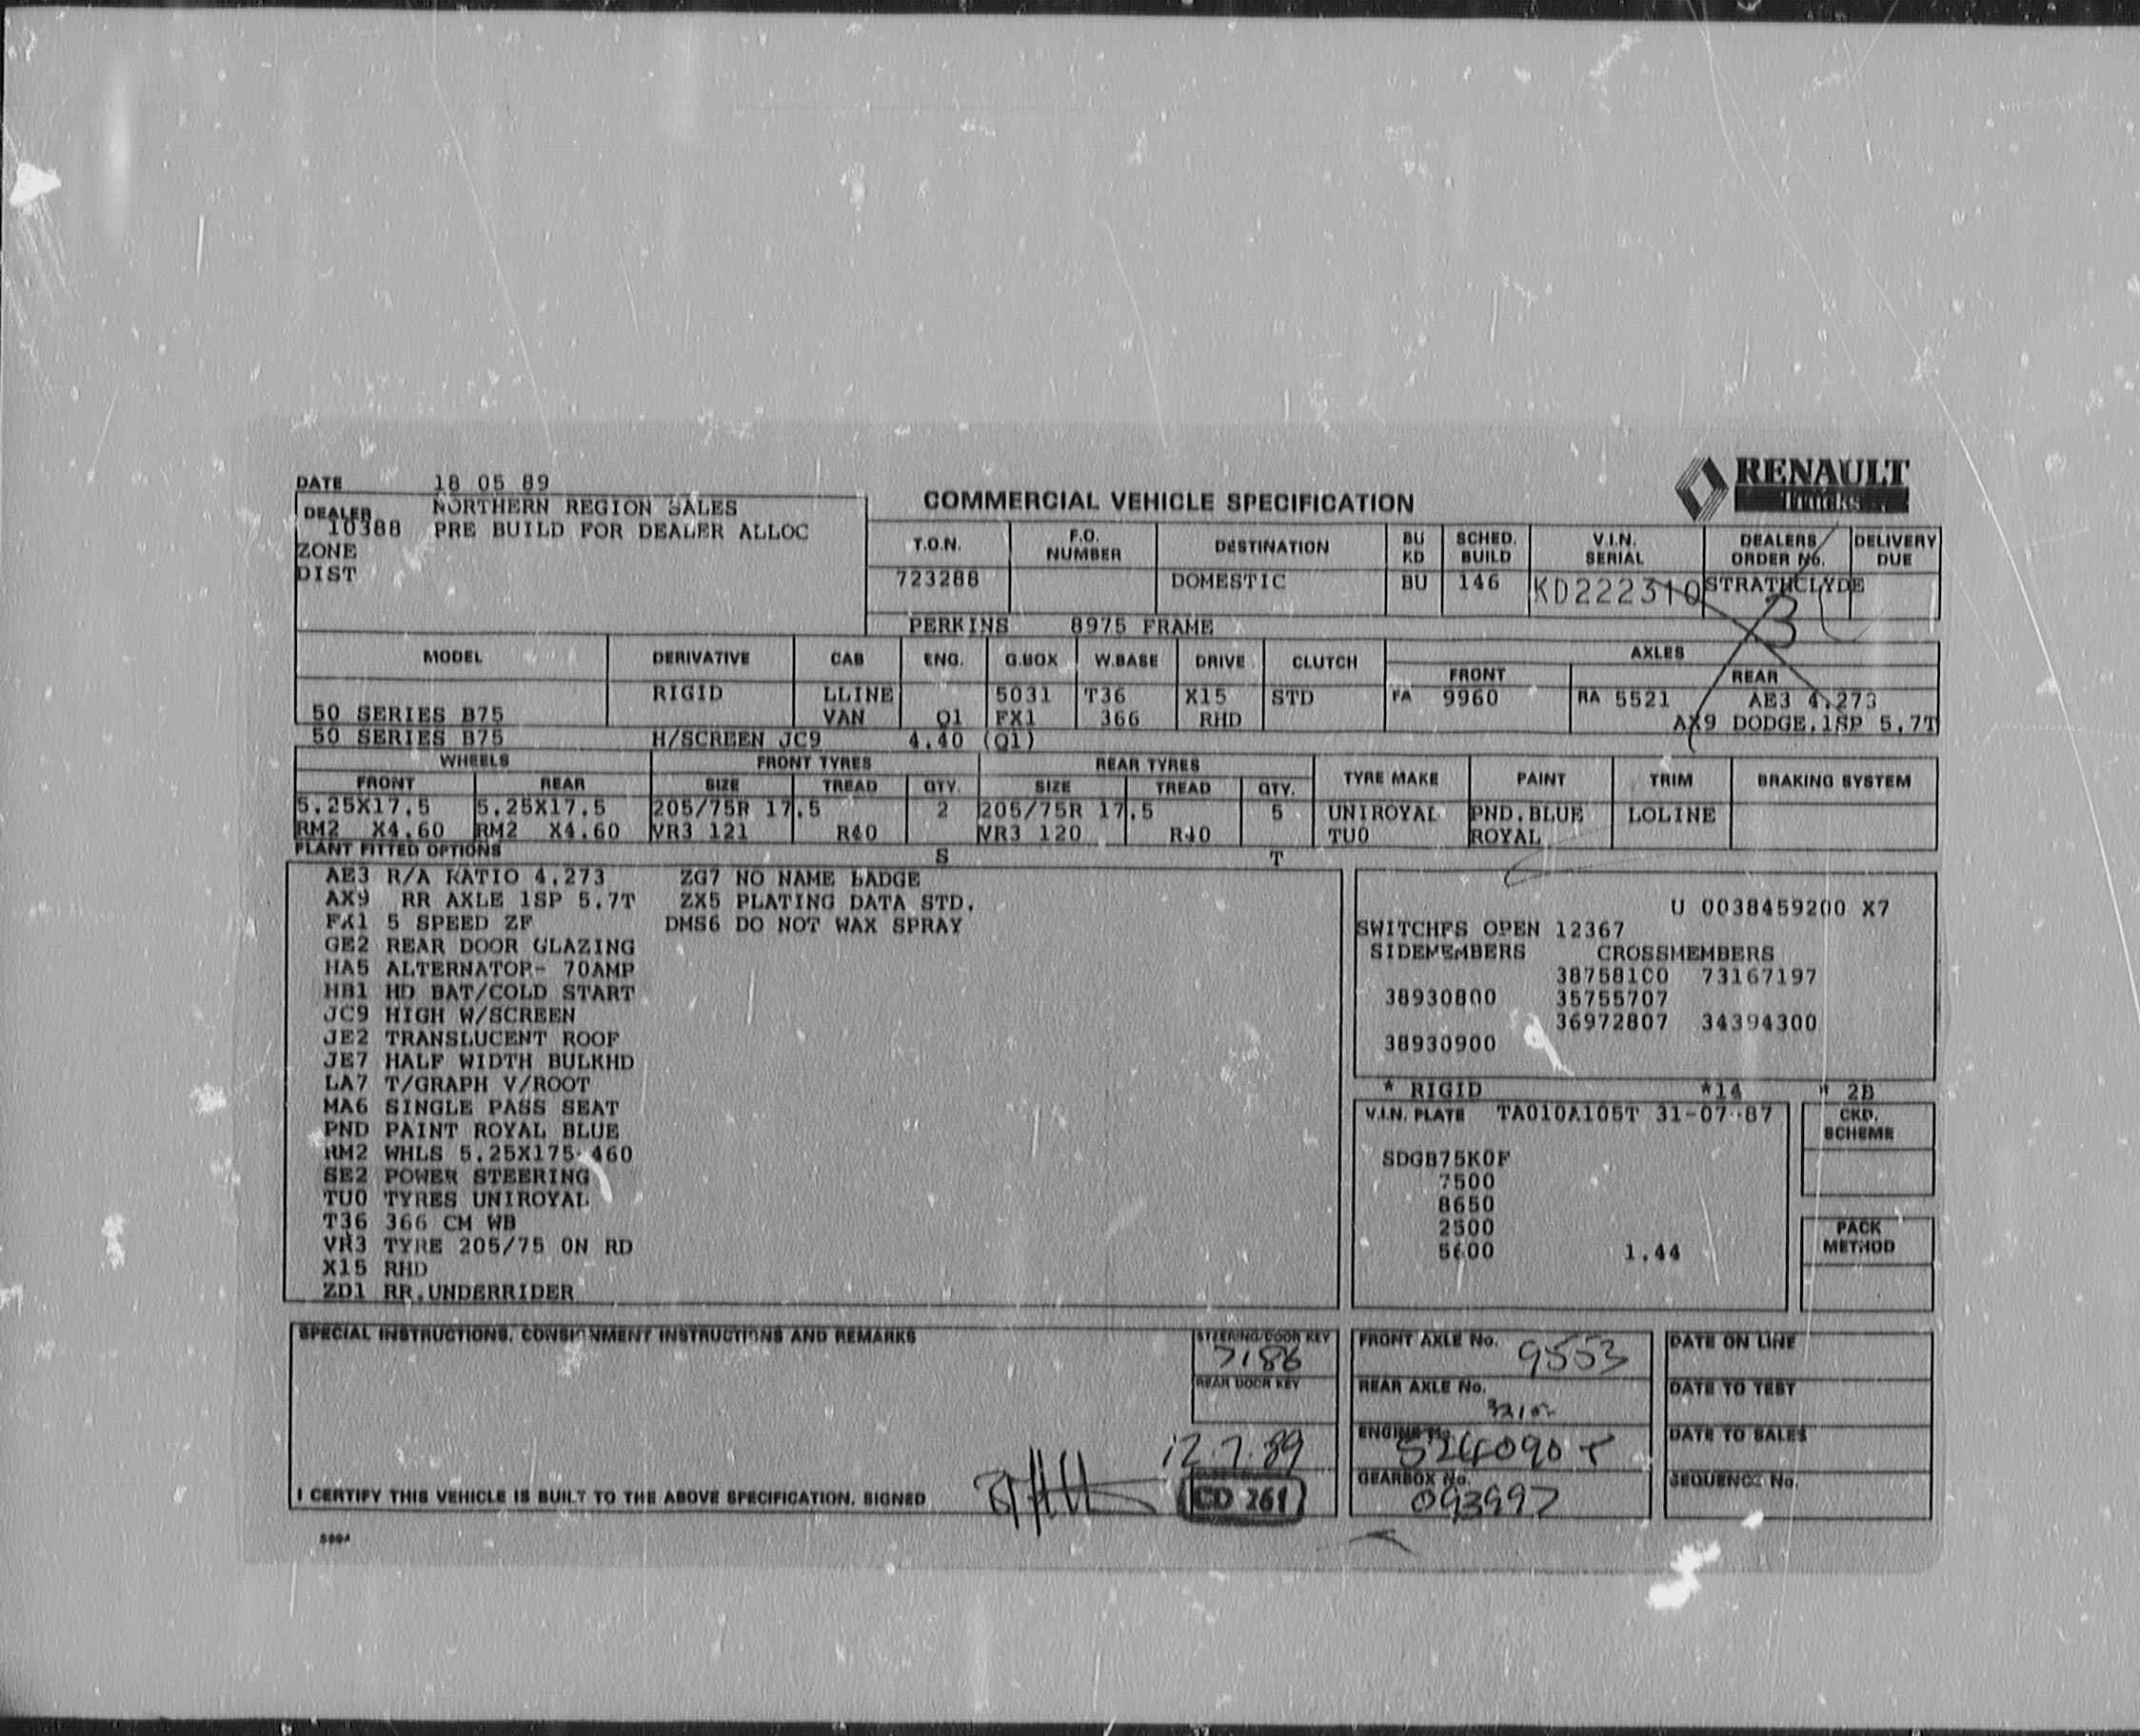 RENAULT
Trucks
DATE 18 05 89
DEALER NORTHERN REGION SALES
10388 PRE BUILD FOR DEALER ALLOC
ZONE
DIST
COMMERCIAL VEHICLE SPECIFICATION
T.O.N. F.O. NUMBER DESTINATION BU KD SCHED. BUILD V.I.N. SERIAL DEALERS ORDER No. DELIVERY DUE
723288 DOMESTIC BU 146 KD222310 STRATHCLYDE
PERKINS 8975 FRAME
MODEL DERIVATIVE CAB ENG. G.BOX W.BASE DRIVE CLUTCH AXLES
FRONT REAR
RIGID LLINE 5031 T36 X15 STD FA 9960 RA 5521 AE3 4.273
50 SERIES B75 VAN Q1 FX1 366 RHD AX9 DODGE.1SP 5.7T
50 SERIES B75 H/SCREEN JC9 4.40 (Q1)
WHEELS FRONT TYRES REAR TYRES TYRE MAKE PAINT TRIM BRAKING SYSTEM
FRONT REAR SIZE TREAD QTY. SIZE TREAD QTY.
5.25X17.5 5.25X17.5 205/75R 17.5 2 205/75R 17.5 5 UNIROYAL PND.BLUE LOLINE
RM2 X4.60 RM2 X4.60 VR3 121 R40 VR3 120 R40 TU0 ROYAL
PLANT FITTED OPTIONS S T
AE3 R/A RATIO 4.273 ZG7 NO NAME BADGE
AX9 RR AXLE 1SP 5.7T ZX5 PLATING DATA STD.
FX1 5 SPEED ZF DMS6 DO NOT WAX SPRAY
GE2 REAR DOOR GLAZING
HA5 ALTERNATOR- 70AMP
HB1 HD BAT/COLD START
JC9 HIGH W/SCREEN
JE2 TRANSLUCENT ROOF
JE7 HALF WIDTH BULKHD
LA7 T/GRAPH V/ROOT
MA6 SINGLE PASS SEAT
PND PAINT ROYAL BLUE
RM2 WHLS 5.25X175-460
SE2 POWER STEERING
TU0 TYRES UNIROYAL
T36 366 CM WB
VR3 TYRE 205/75 ON RD
X15 RHD
ZD1 RR.UNDERRIDER
U 0038459200 X7
SWITCHES OPEN 12367
SIDEMEMBERS CROSSMEMBERS
38758100 73167197
38930800 35755707
36972807 34394300
38930900
* RIGID *14 * 2B
V.I.N. PLATE TA010A105T 31-07-87
SDGB75K0F
7500
8650
2500
5600 1.44
CKD. SCHEME
PACK METHOD
SPECIAL INSTRUCTIONS, CONSIGNMENT INSTRUCTIONS AND REMARKS
STEERING/DOOR KEY
7186
REAR DOOR KEY
12.7.89
I CERTIFY THIS VEHICLE IS BUILT TO THE ABOVE SPECIFICATION. SIGNED
CD 261
FRONT AXLE No. 9553
REAR AXLE No.
ENGINE No. 524090 T
GEARBOX No. 093997
DATE ON LINE
DATE TO TEST
DATE TO SALES
SEQUENCE No.